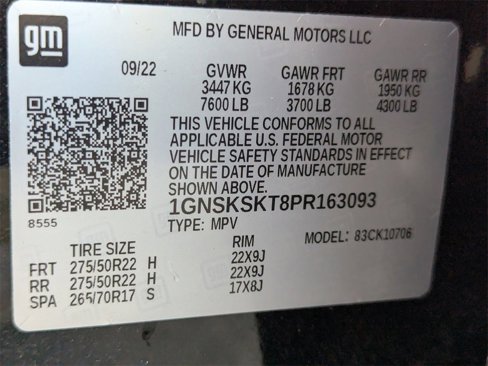 gm
MFD BY GENERAL MOTORS LLC
09/22 GVWR GAWR FRT GAWR RR
3447 KG 1678 KG 1950 KG
7600 LB 3700 LB 4300 LB
THIS VEHICLE CONFORMS TO ALL
APPLICABLE U.S. FEDERAL MOTOR
VEHICLE SAFETY STANDARDS IN EFFECT
ON THE DATE OF MANUFACTURE
SHOWN ABOVE.
1GNSKSKT8PR163093
8555 TYPE: MPV MODEL: 83CK10706
TIRE SIZE RIM
FRT 275/50R22 H 22X9J
RR 275/50R22 H 22X9J
SPA 265/70R17 S 17X8J